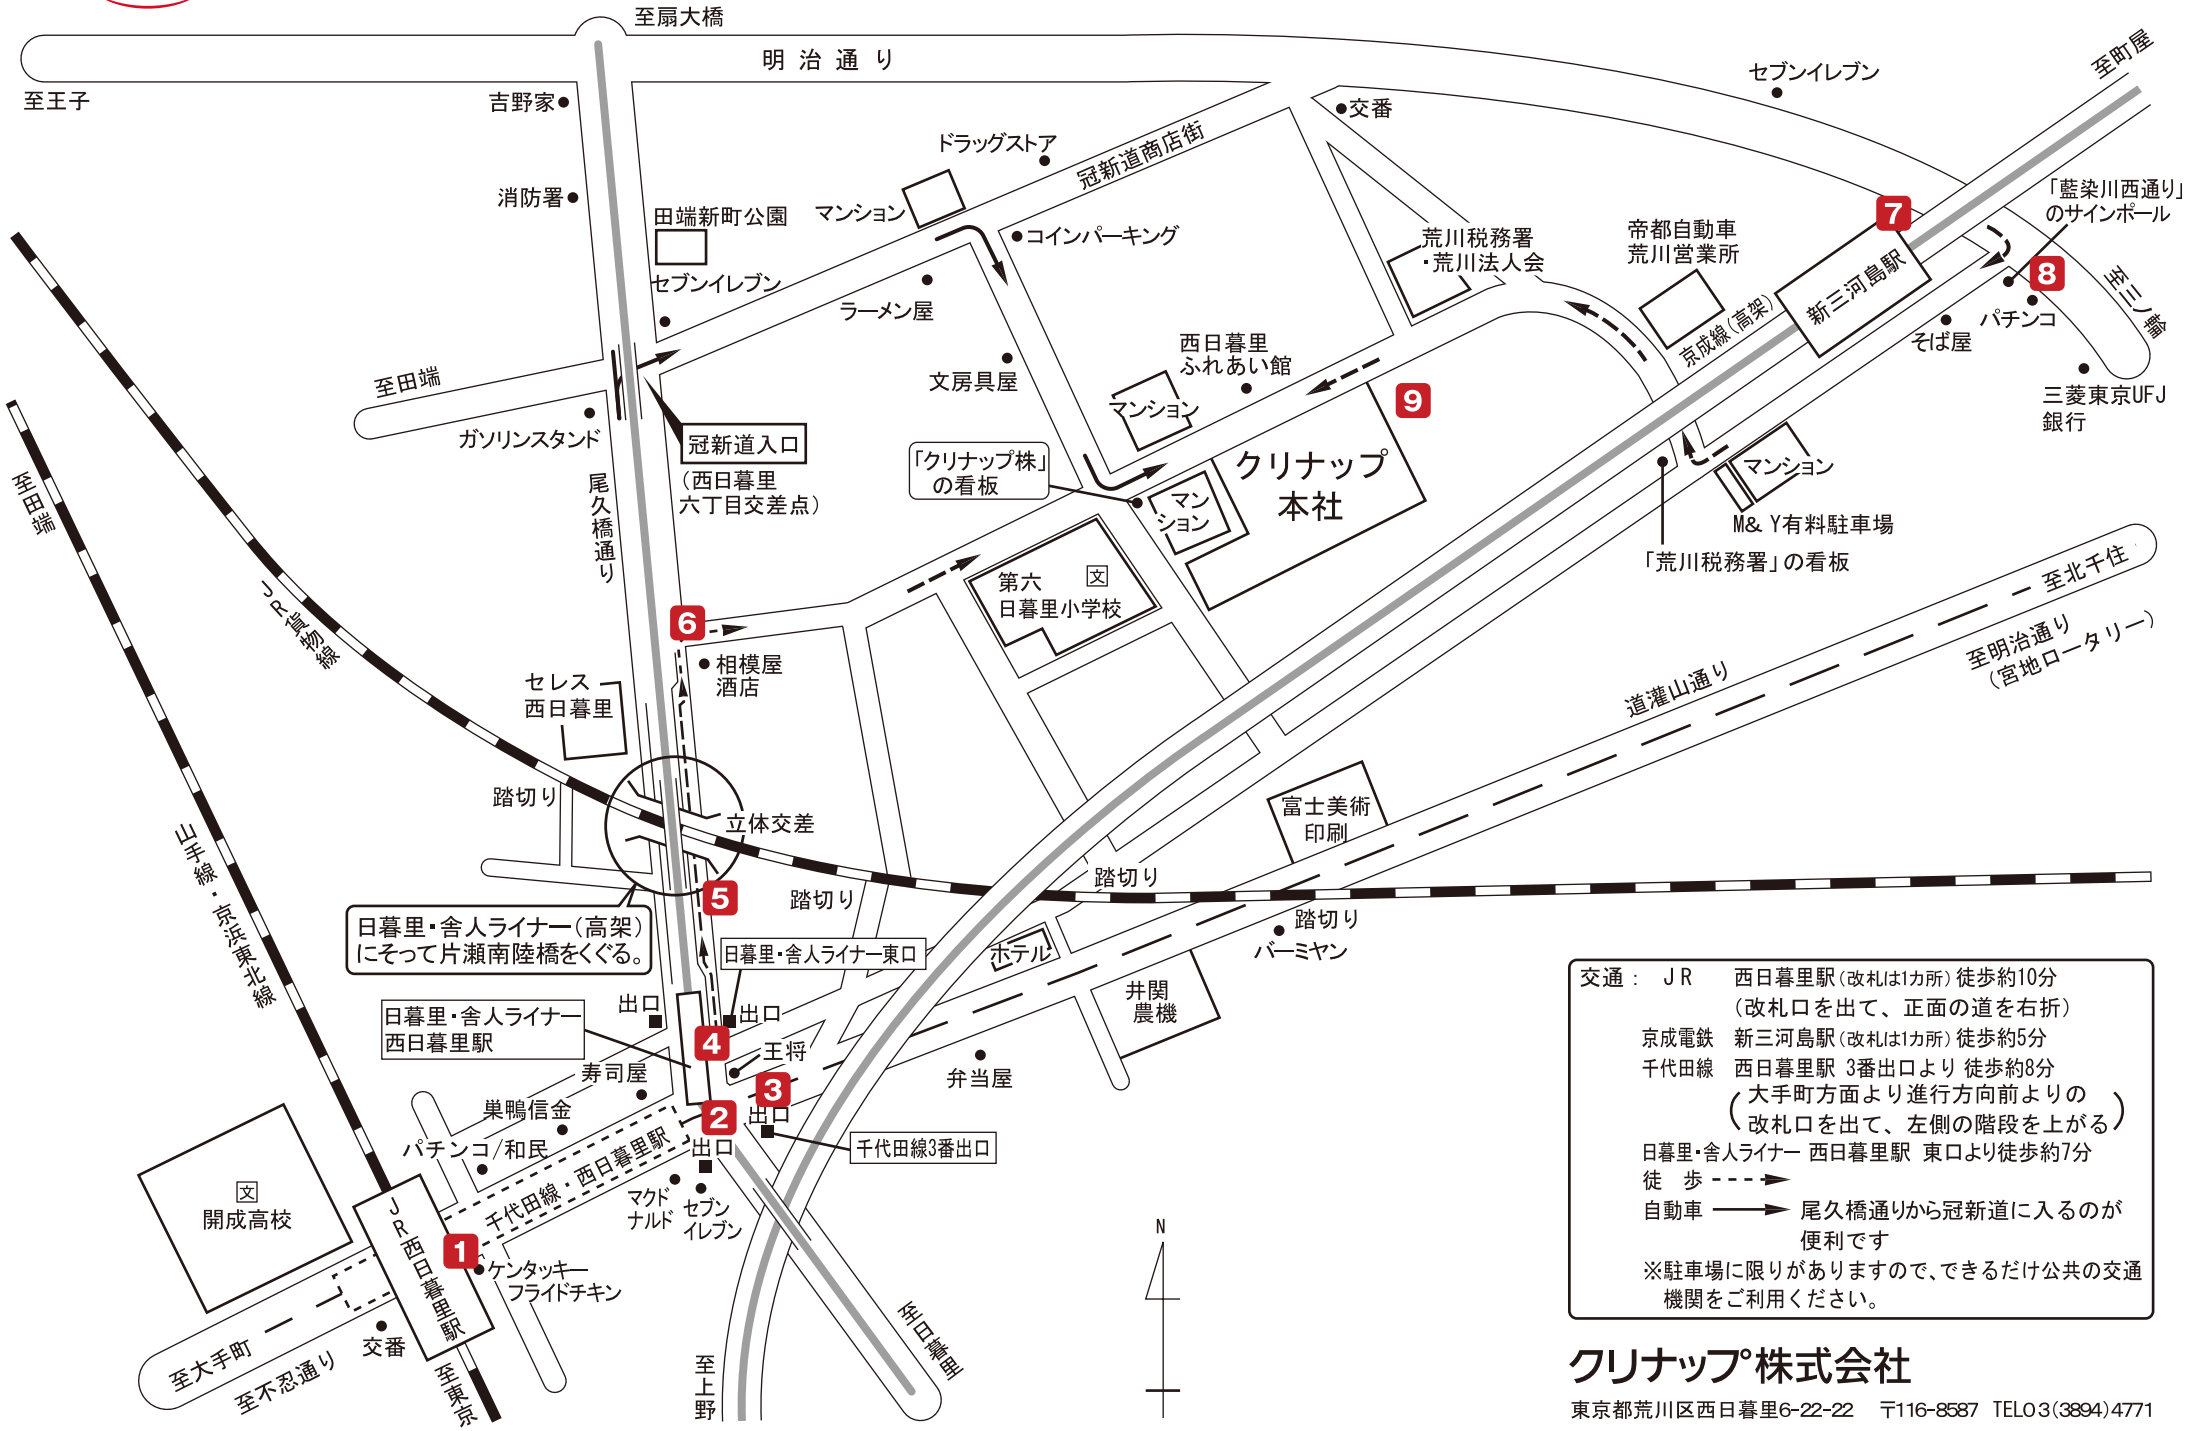 至扇大橋
明治通り
至王子
吉野家
消防署
田端新町公園
セブンイレブン
マンション
ドラッグストア
冠新道商店街
コインパーキング
ラーメン屋
文房具屋
交番
セブンイレブン
至町屋
「藍染川西通り」
のサインポール
7
8
至三ノ輪
パチンコ
そば屋
三菱東京UFJ
銀行
新三河島駅
京成線(高架)
帝都自動車
荒川営業所
荒川税務署
・荒川法人会
西日暮里
ふれあい館
マンション
9
クリナップ
本社
マン
ション
「クリナップ株」
の看板
至田端
ガソリンスタンド
冠新道入口
(西日暮里
六丁目交差点)
尾久橋通り
第六
日暮里小学校
文
マンション
M& Y有料駐車場
「荒川税務署」の看板
至北千住
至明治通り
(宮地ロータリー)
道灌山通り
至田端
JR貨物線
山手線・京浜東北線
6
相模屋
酒店
セレス
西日暮里
踏切り
立体交差
5
踏切り
踏切り
踏切り
富士美術
印刷
バーミヤン
日暮里・舎人ライナー(高架)
にそって片瀬南陸橋をくぐる。
日暮里・舎人ライナー東口
ホテル
井関
農機
出口
出口
日暮里・舎人ライナー
西日暮里駅
4
王将
3
弁当屋
寿司屋
巣鴨信金
パチンコ/和民
2
出口
出口
千代田線3番出口
千代田線・西日暮里駅
マクド
ナルド
セブン
イレブン
文
開成高校
JR西日暮里駅
1
ケンタッキー
フライドチキン
交番
至大手町
至不忍通り
至東京
至上野
至日暮里
N
交通： JR 西日暮里駅(改札は1カ所)徒歩約10分
(改札口を出て、正面の道を右折)
京成電鉄 新三河島駅(改札は1カ所)徒歩約5分
千代田線 西日暮里駅 3番出口より 徒歩約8分
(大手町方面より進行方向前よりの
改札口を出て、左側の階段を上がる)
日暮里・舎人ライナー 西日暮里駅 東口より徒歩約7分
徒 歩
自動車 尾久橋通りから冠新道に入るのが
便利です
※駐車場に限りがありますので、できるだけ公共の交通
機関をご利用ください。
クリナップ株式会社
東京都荒川区西日暮里6-22-22 〒116-8587 TEL03(3894)4771